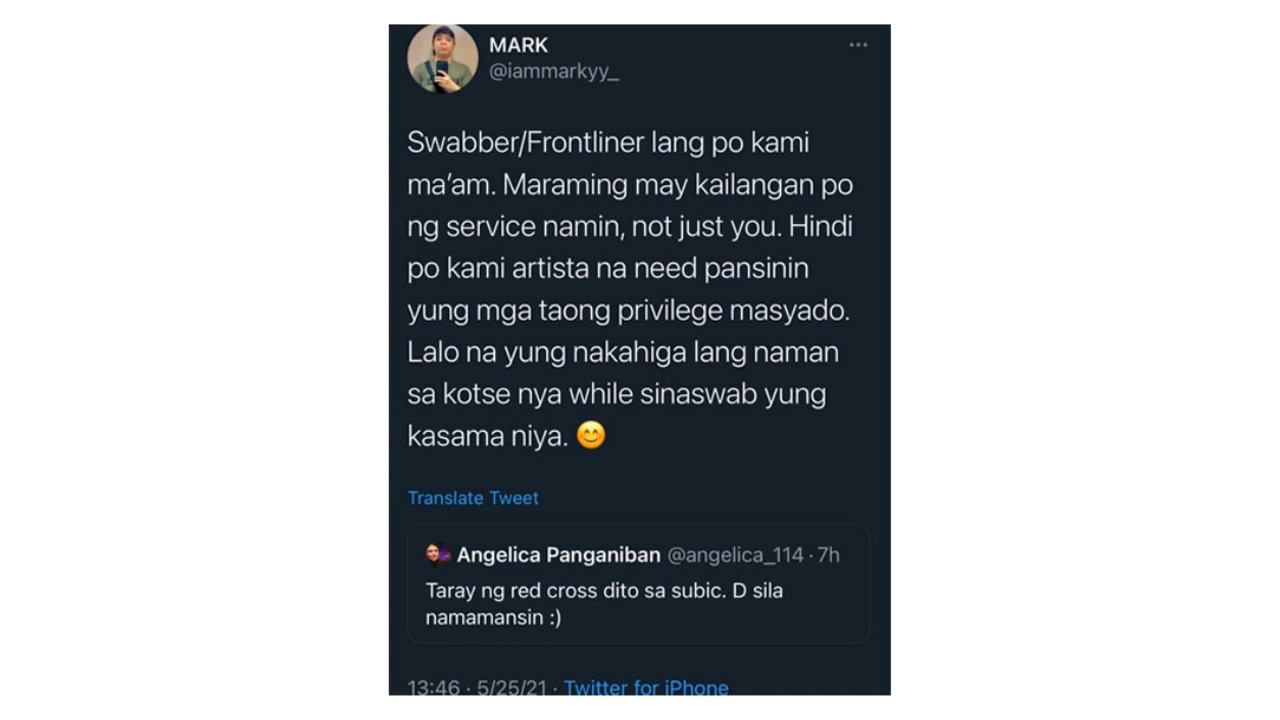 MARK
@iammarkyy_
Swabber/Frontliner lang po kami
ma'am. Maraming may kailangan po
ng service namin, not just you. Hindi
po kami artista na need pansinin
yung mga taong privilege masyado.
Lalo na yung nakahiga lang naman
sa kotse nya while sinaswab yung
kasama niya. 😊
Translate Tweet
Angelica Panganiban @angelica_114 · 7h
Taray ng red cross dito sa subic. D sila
namamansin :)
13:46 · 5/25/21 · Twitter for iPhone